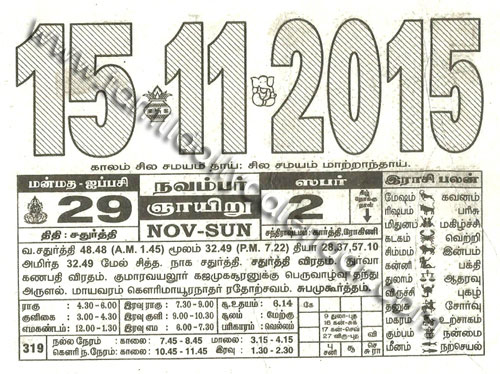 15-11-2015
காலம் சில சமயம் தாய்: சில சமயம் மாற்றாந்தாய்.
மன்மத - ஐப்பசி
29
திதி : சதுர்த்தி
நவம்பர்
ஞாயிறு
NOV-SUN
ஸபர்
2
கீழ் நோக்கு நாள்
சந்திராஷ்டமம்: கார்த்தி,ரோகிணி
வ.சதுர்த்தி 48.48 (A.M. 1.45) மூலம் 32.49 (P.M. 7.22) தியா 28.37,57.10
அமிர்த 32.49 மேல் சித்த. நாக சதுர்த்தி. சதுர்த்தி விரதம். தூர்வா
கணபதி விரதம். குமாரவயலூர் கஜமுகசூரனுக்கு பெருவாழ்வு தந்து
அருளல். மாயவரம் கெளரிமாயூரநாதர் ரதோற்சவம். சுபமுகூர்த்தம்.
ராகு : 4.30 - 6.00
குளிகை : 3.00 - 4.30
எமகண்டம் : 12.00 - 1.30
இரவு ராகு : 7.30 - 9.00
இரவு குளி : 9.00 - 10.30
இரவு எம : 6.00 - 7.30
சூ.உதயம் : 6.14
சூலம் : மேற்கு
பரிகாரம் : வெல்லம்
319
நல்ல நேரம் : காலை : 7.45 - 8.45 மாலை : 3.15 - 4.15
கெளரி ந.நேரம் : காலை : 10.45 - 11.45 இரவு : 1.30 - 2.30
கே
வி
பு சனி
சூ
செ சு ரா
இராசி பலன்
மேஷம் கவனம்
ரிஷபம் பரிசு
மிதுனம் மகிழ்ச்சி
கடகம் வெற்றி
சிம்மம் இன்பம்
கன்னி பக்தி
துலாம் ஆதரவு
விருச்சி புகழ்
தனுசு சோர்வு
மகரம் உற்சாகம்
கும்பம் நன்மை
மீனம் நற்செயல்